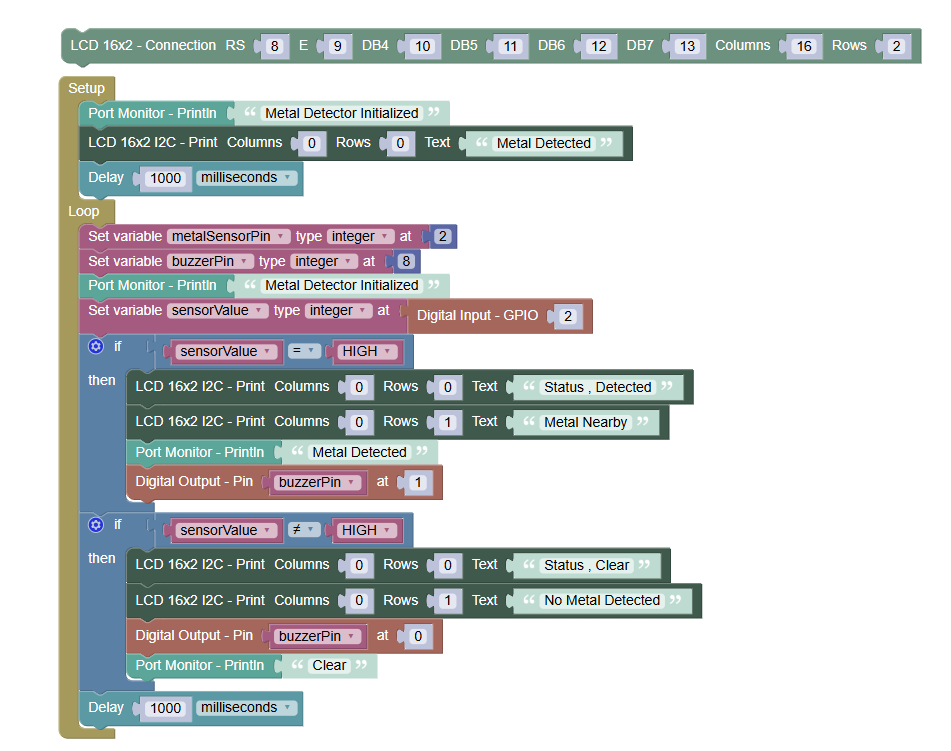 LCD 16x2 - Connection RS 8 E 9 DB4 10 DB5 11 DB6 12 DB7 13 Columns 16 Rows 2
Setup
Port Monitor - Println “ Metal Detector Initialized ”
LCD 16x2 I2C - Print Columns 0 Rows 0 Text “ Metal Detected ”
Delay 1000 milliseconds
Loop
Set variable metalSensorPin type integer at 2
Set variable buzzerPin type integer at 8
Port Monitor - Println “ Metal Detector Initialized ”
Set variable sensorValue type integer at Digital Input - GPIO 2
if sensorValue = HIGH
then LCD 16x2 I2C - Print Columns 0 Rows 0 Text “ Status , Detected ”
LCD 16x2 I2C - Print Columns 0 Rows 1 Text “ Metal Nearby ”
Port Monitor - Println “ Metal Detected ”
Digital Output - Pin buzzerPin at 1
if sensorValue ≠ HIGH
then LCD 16x2 I2C - Print Columns 0 Rows 0 Text “ Status , Clear ”
LCD 16x2 I2C - Print Columns 0 Rows 1 Text “ No Metal Detected ”
Digital Output - Pin buzzerPin at 0
Port Monitor - Println “ Clear ”
Delay 1000 milliseconds